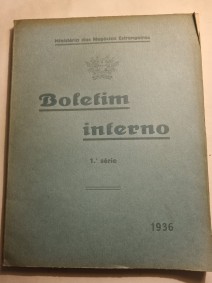 Ministério dos Negócios Estrangeiros
Boletim
interno
1.ª série
1936